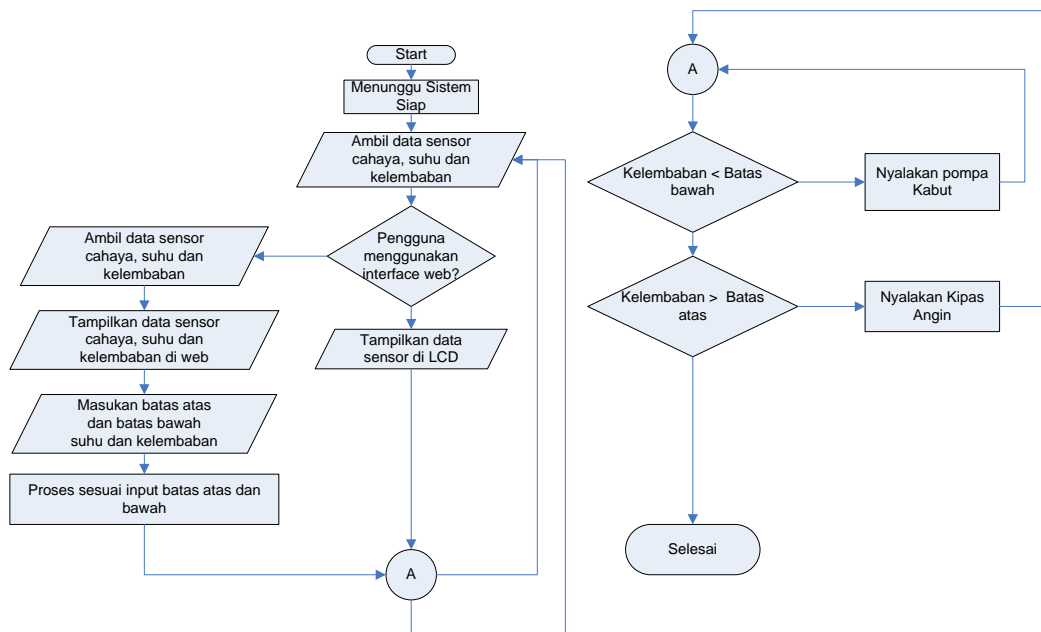 Start
Menunggu Sistem
Siap
Ambil data sensor
cahaya, suhu dan
kelembaban
Pengguna
menggunakan
interface web?
Ambil data sensor
cahaya, suhu dan
kelembaban
Tampilkan data sensor
cahaya, suhu dan
kelembaban di web
Masukan batas atas
dan batas bawah
suhu dan kelembaban
Proses sesuai input batas atas dan
bawah
Tampilkan data
sensor di LCD
A
A
Kelembaban < Batas
bawah
Nyalakan pompa
Kabut
Kelembaban > Batas
atas
Nyalakan Kipas
Angin
Selesai